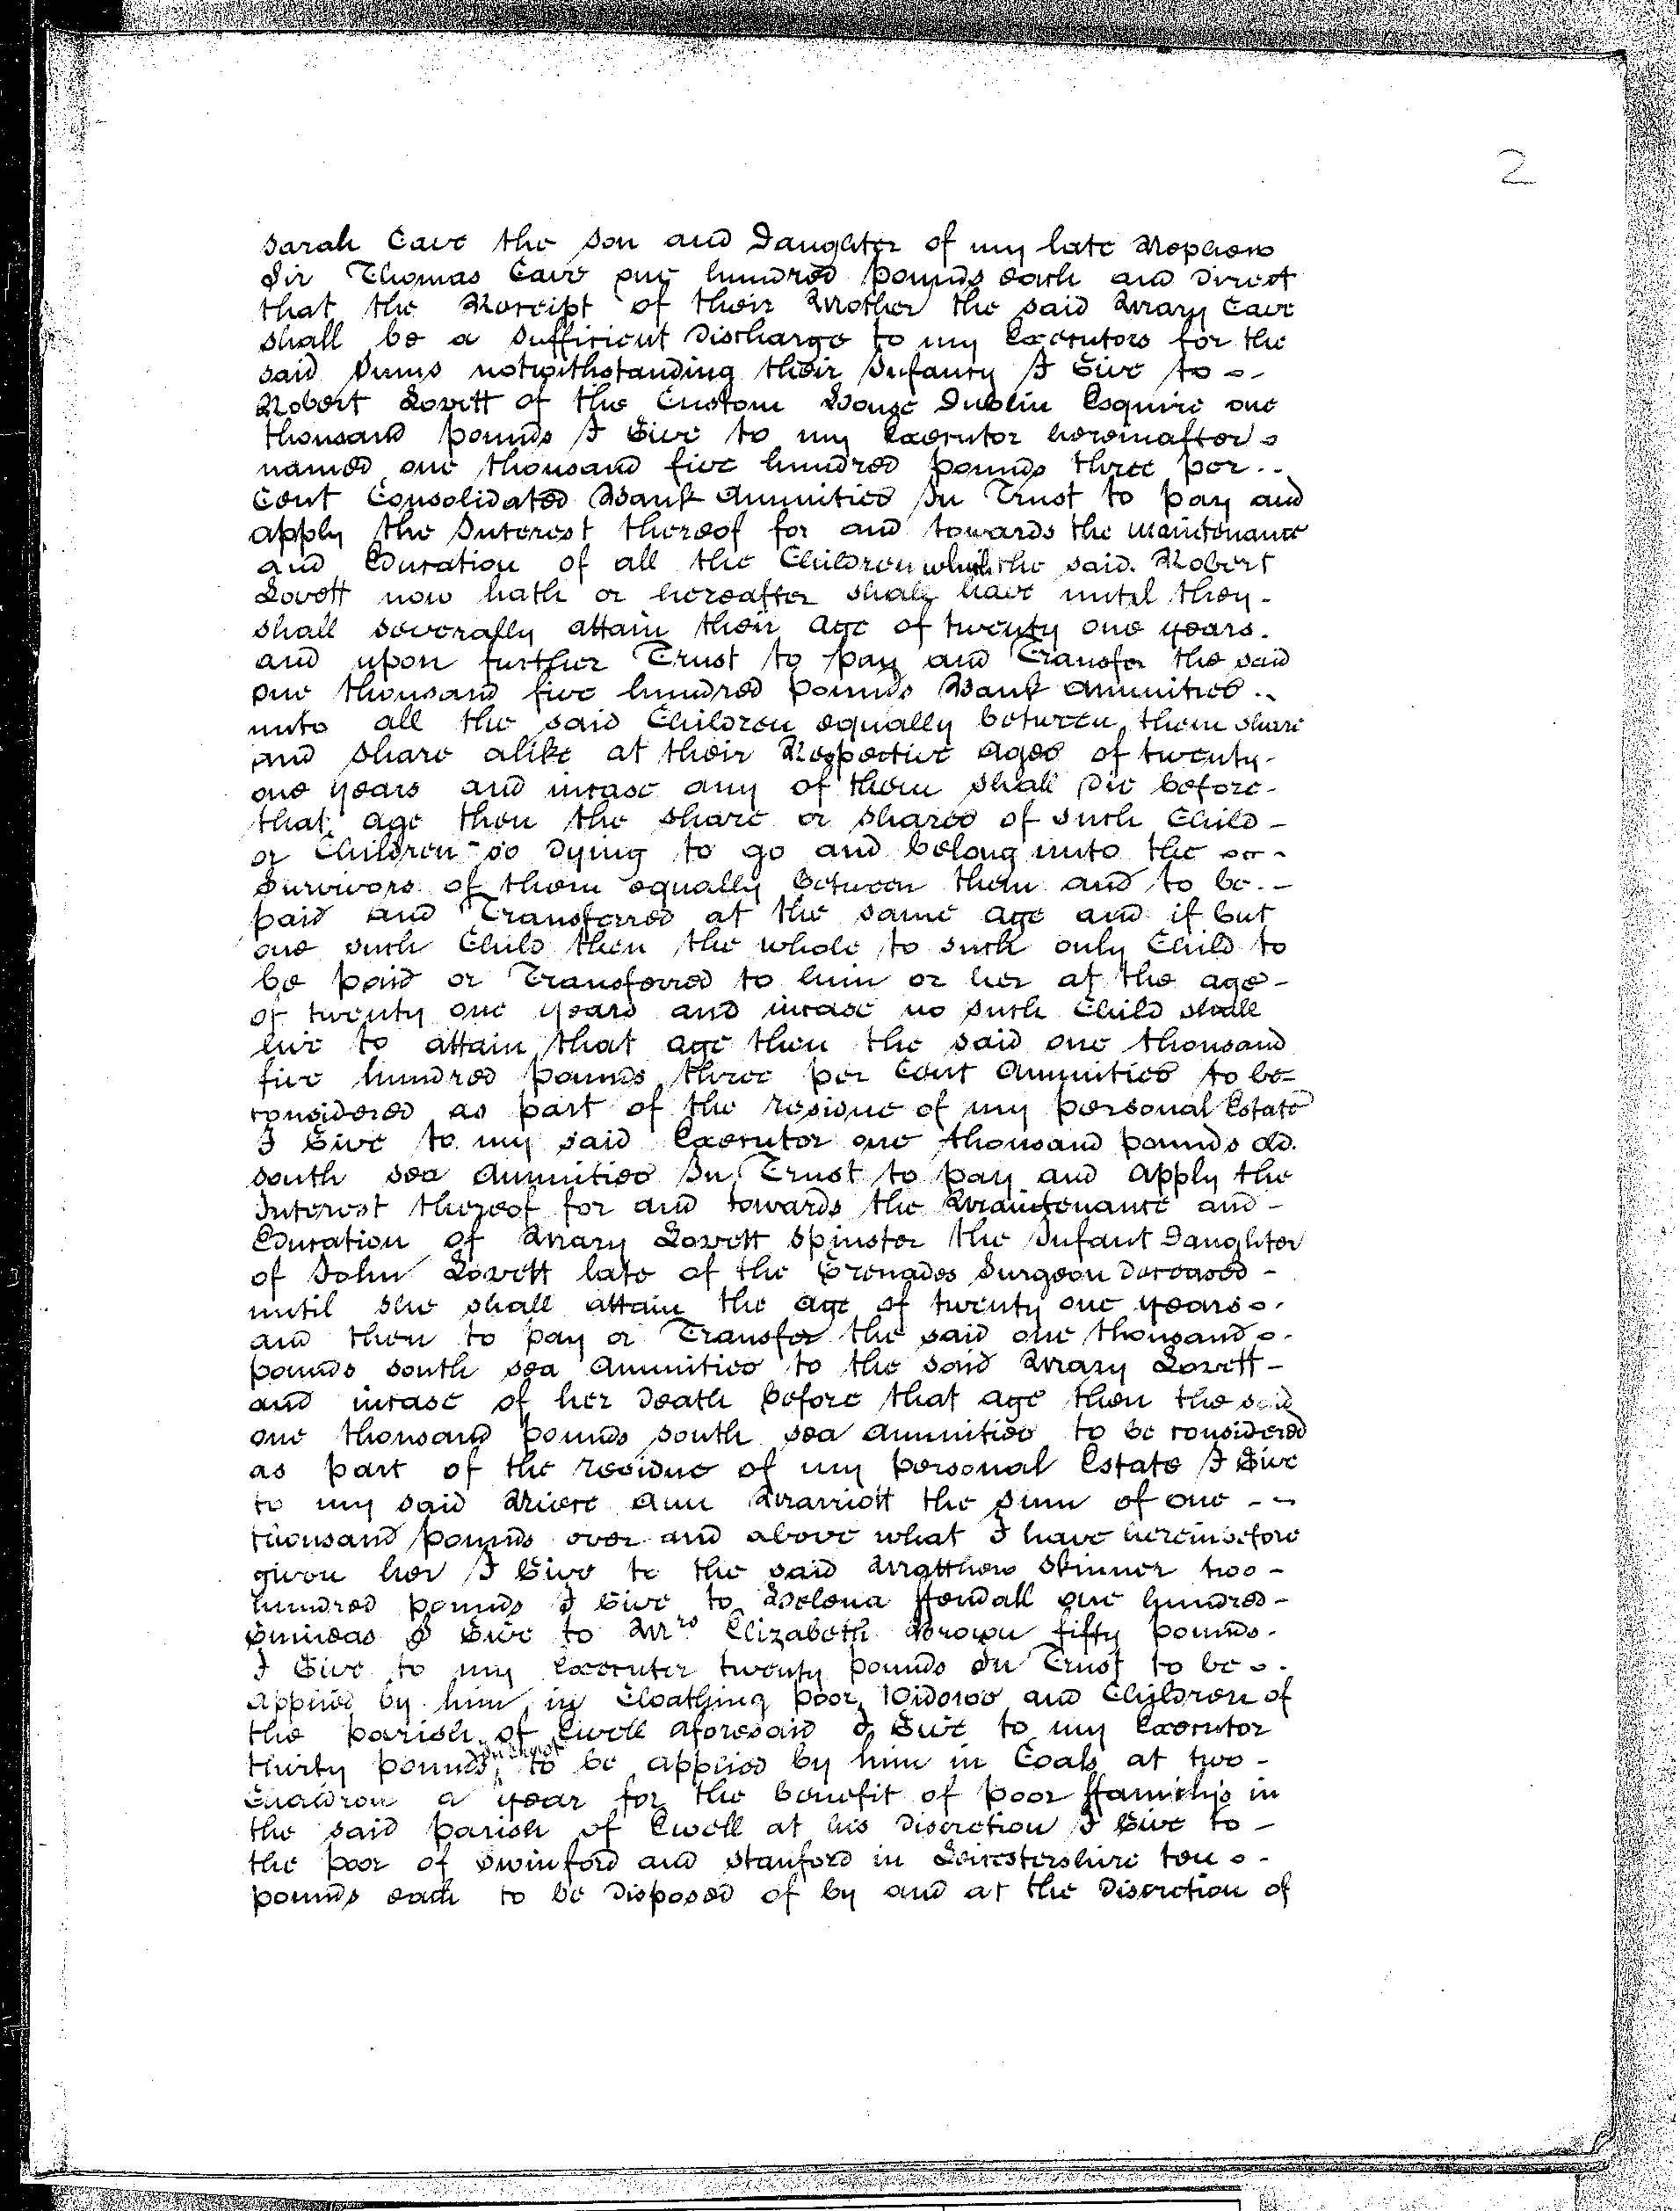 2
Sarah Cave the son and Daughter of my late Nephew
Sir Thomas Cave one hundred pounds each and direct
that the Receipt of their Mother the said Mary Cave
shall be a Sufficient Discharge to my Executors for the
said Sums notwithstanding their Infancy I Give to -
Robert Lovett of the Custom House Dublin Esquire one
thousand pounds I Give to my Executor hereinafter -
named one thousand five hundred pounds three per ..
Cent Consolidated Bank Annuities In Trust to pay and
apply the Interest thereof for and towards the Maintenance
and Education of all the Children which the said Robert
Lovett now hath or hereafter shall have until they -
shall severally attain their Age of twenty one years.
and upon further Trust to pay and Transfer the said
one thousand five hundred pounds Bank Annuities ..
unto all the said Children equally between them share
and share alike at their Respective ages of twenty -
one years and incase any of them shall Die before -
that age then the share or shares of such Child -
or Children so Dying to go and belong unto the -
Survivors of them equally Between them and to be. -
paid and Transferred at the same age and if but
one such Child then the whole to such only Child to
be paid or Transferred to him or her at the age -
of twenty one years and incase no such Child shall
live to attain that age then the said one thousand
five hundred pounds three per Cent Annuities to be -
considered as part of the residue of my personal Estate
I Give to my said Executor one thousand pounds old.
south sea Annuities In Trust to pay and Apply the
Interest thereof for and towards the Maintenance and -
Education of Mary Lovett Spinster the Infant Daughter
of John Lovett late of the Grenades Surgeon Deceased -
until she shall attain the Age of twenty one years -
and then to pay or Transfer the said one thousand -
pounds south sea Annuities to the said Mary Lovett -
and incase of her Death before that age then the said
one thousand pounds south sea Annuities to be considered
as part of the residue of my personal Estate I Give
to my said Niece Ann Marriott the sum of one - -
thousand pounds over and above what I have hereinbefore
given her I Give to the said Matthew Skinner two -
hundred pounds I Give to Helena ffendall one hundred -
Guineas I Give to Mrs Elizabeth Brown fifty pounds.
I Give to my Executer twenty pounds In Trust to be -
applied by him in Cloathing poor Widows and Children of
the parish of Ewell aforesaid I Give to my Executor
thirty pounds In Trust to be applied by him in Coals at two -
Chaldron a year for the benefit of poor ffamilys in
the said parish of Ewell at his Discretion I Give to -
the poor of Swinford and Stanford in Leicestershire ten -
pounds each to be Disposed of by and at the Discretion of